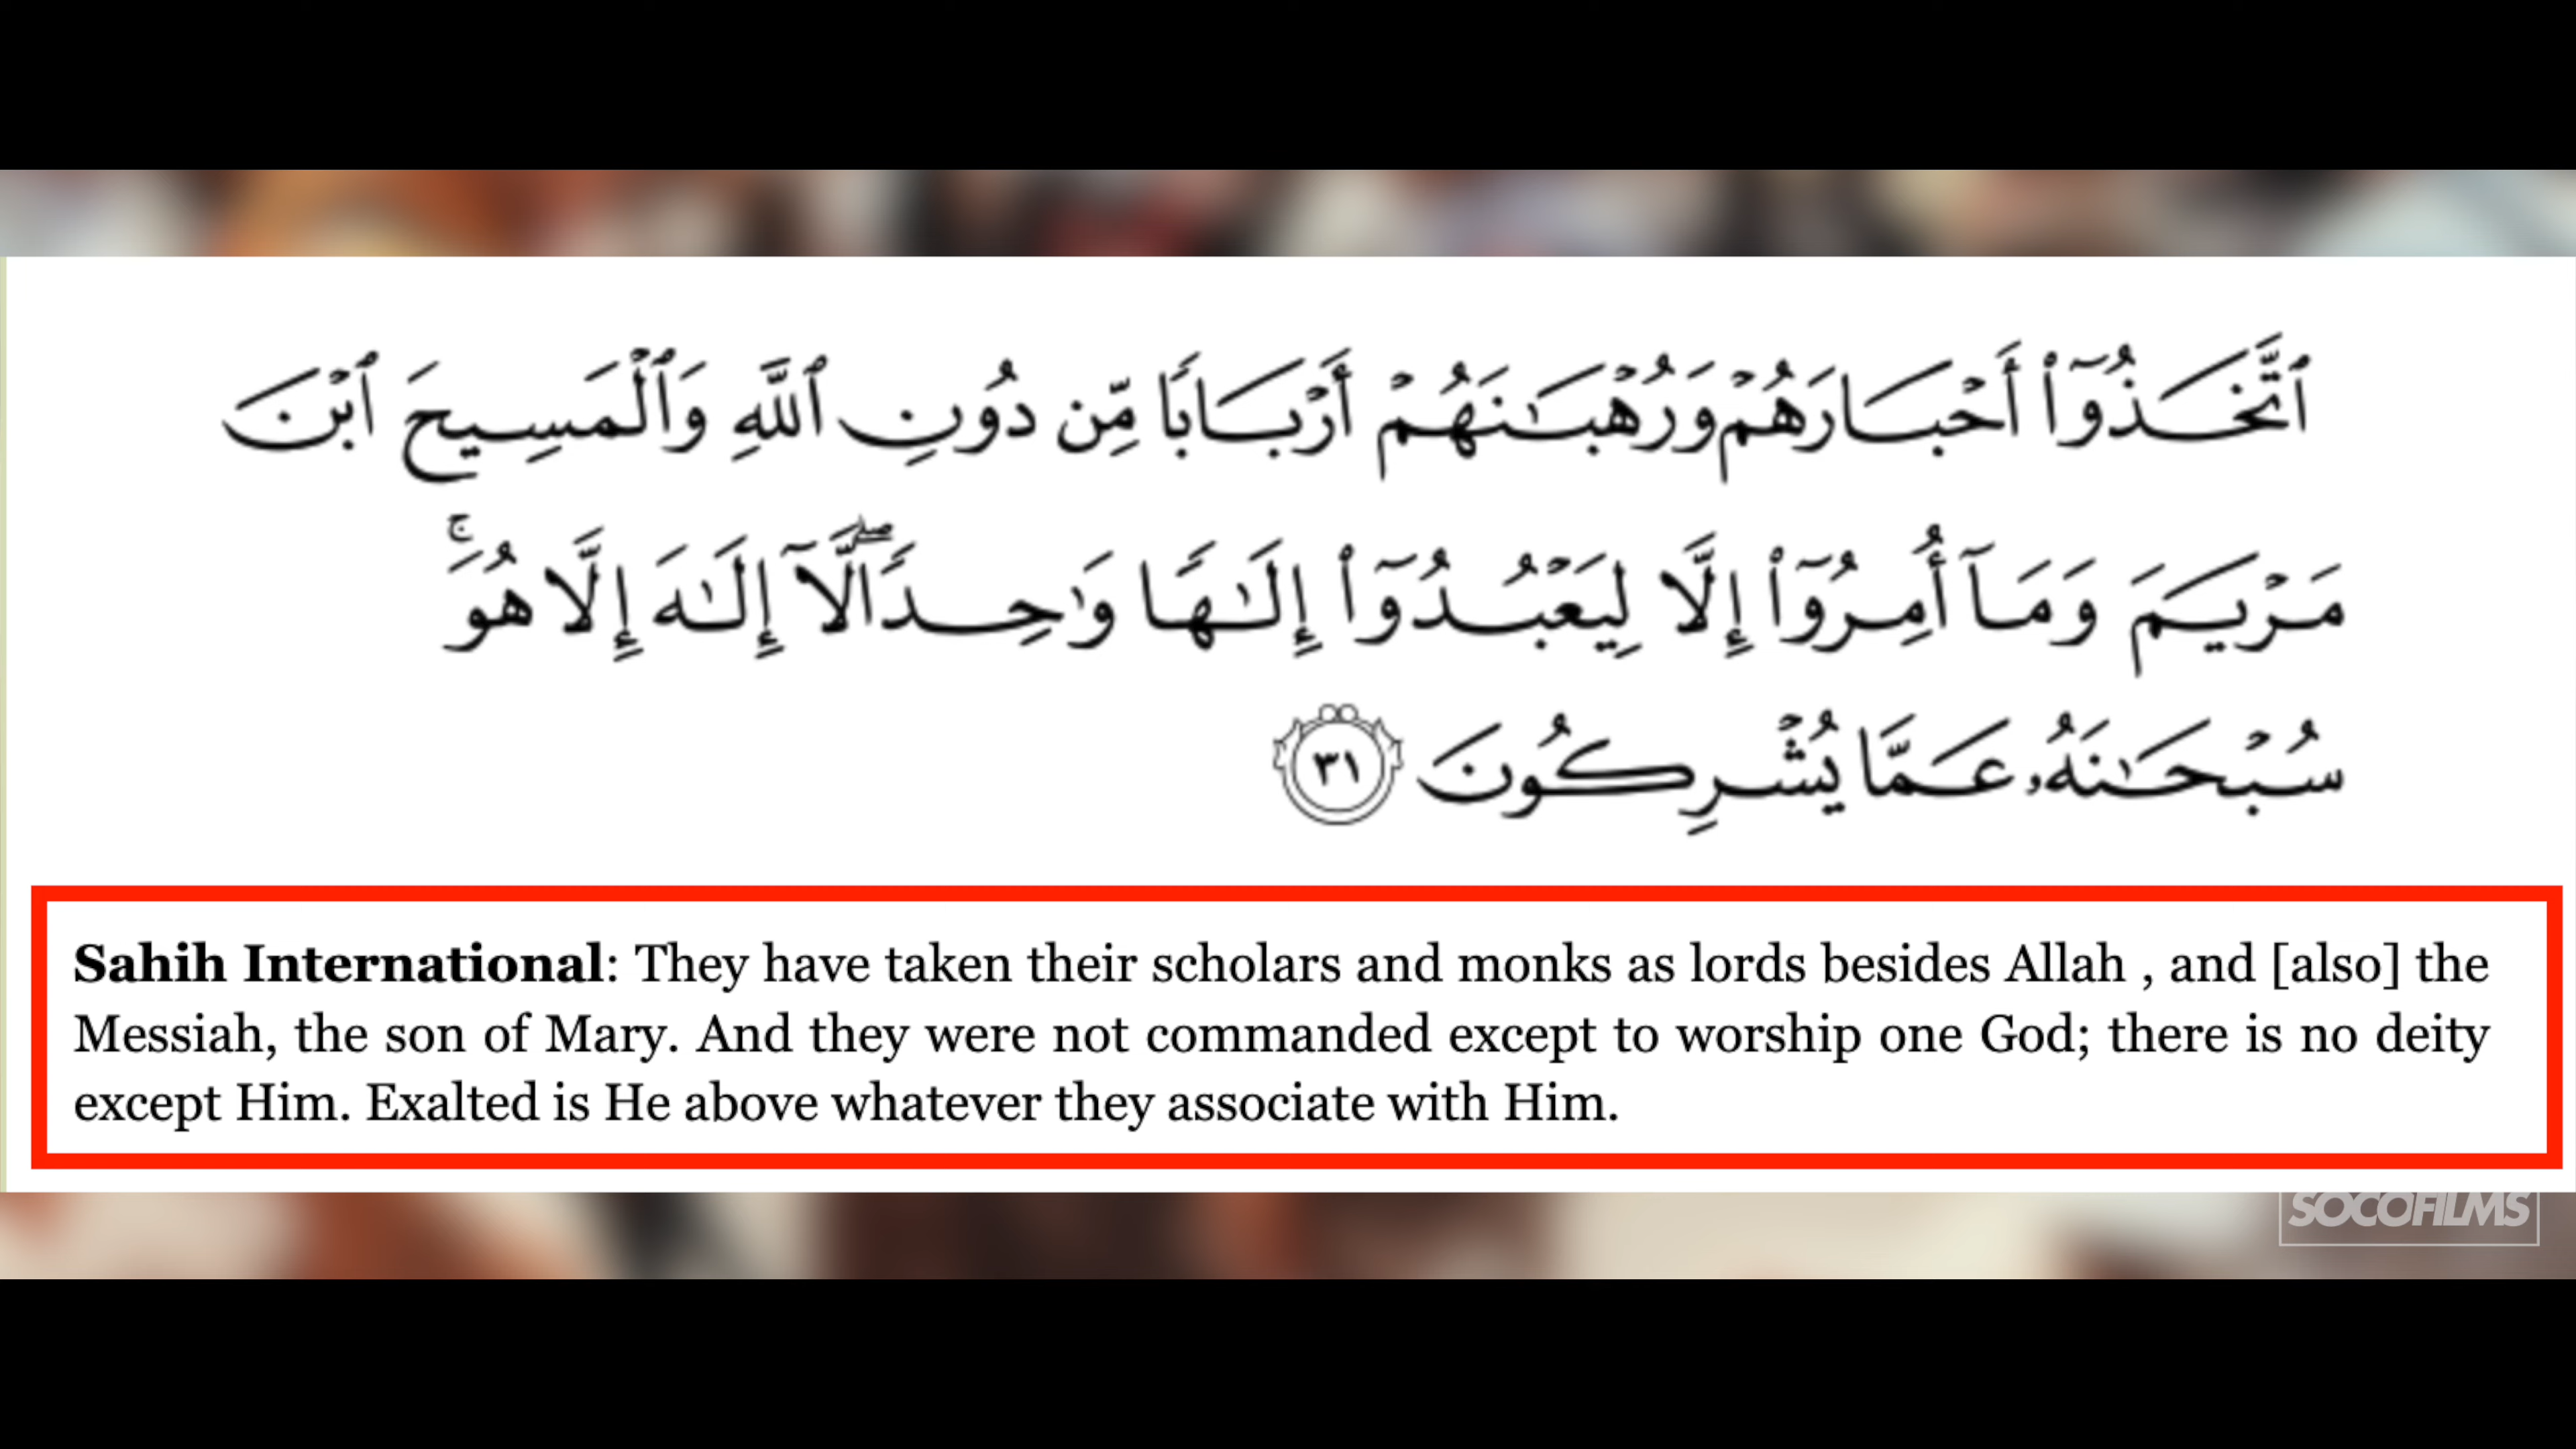 ٱتَّخَذُوٓا۟ أَحْبَارَهُمْ وَرُهْبَـٰنَهُمْ أَرْبَابًا مِّن دُونِ ٱللَّهِ وَٱلْمَسِيحَ ٱبْنَ
مَرْيَمَ وَمَآ أُمِرُوٓا۟ إِلَّا لِيَعْبُدُوٓا۟ إِلَـٰهًا وَٰحِدًا ۖ لَّآ إِلَـٰهَ إِلَّا هُوَ ۚ
سُبْحَـٰنَهُۥ عَمَّا يُشْرِكُونَ ٣١
Sahih International: They have taken their scholars and monks as lords besides Allah , and [also] the
Messiah, the son of Mary. And they were not commanded except to worship one God; there is no deity
except Him. Exalted is He above whatever they associate with Him.
SOCOFILMS